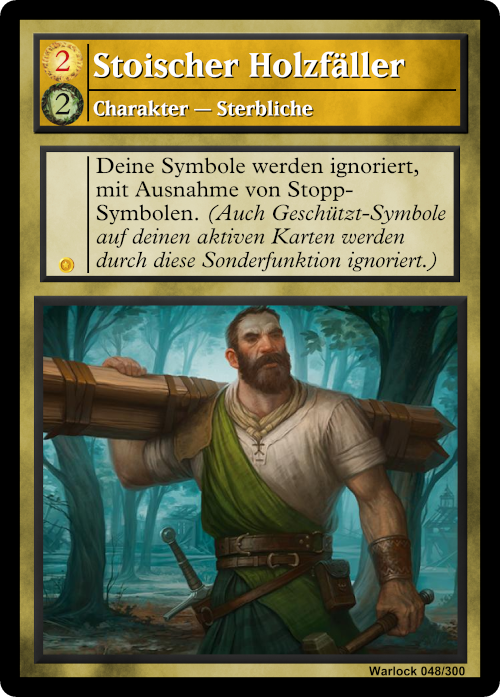 2 Stoischer Holzfäller
2 Charakter — Sterbliche
Deine Symbole werden ignoriert,
mit Ausnahme von Stopp-
Symbolen. (Auch Geschützt-Symbole
auf deinen aktiven Karten werden
durch diese Sonderfunktion ignoriert.)
Warlock 048/300